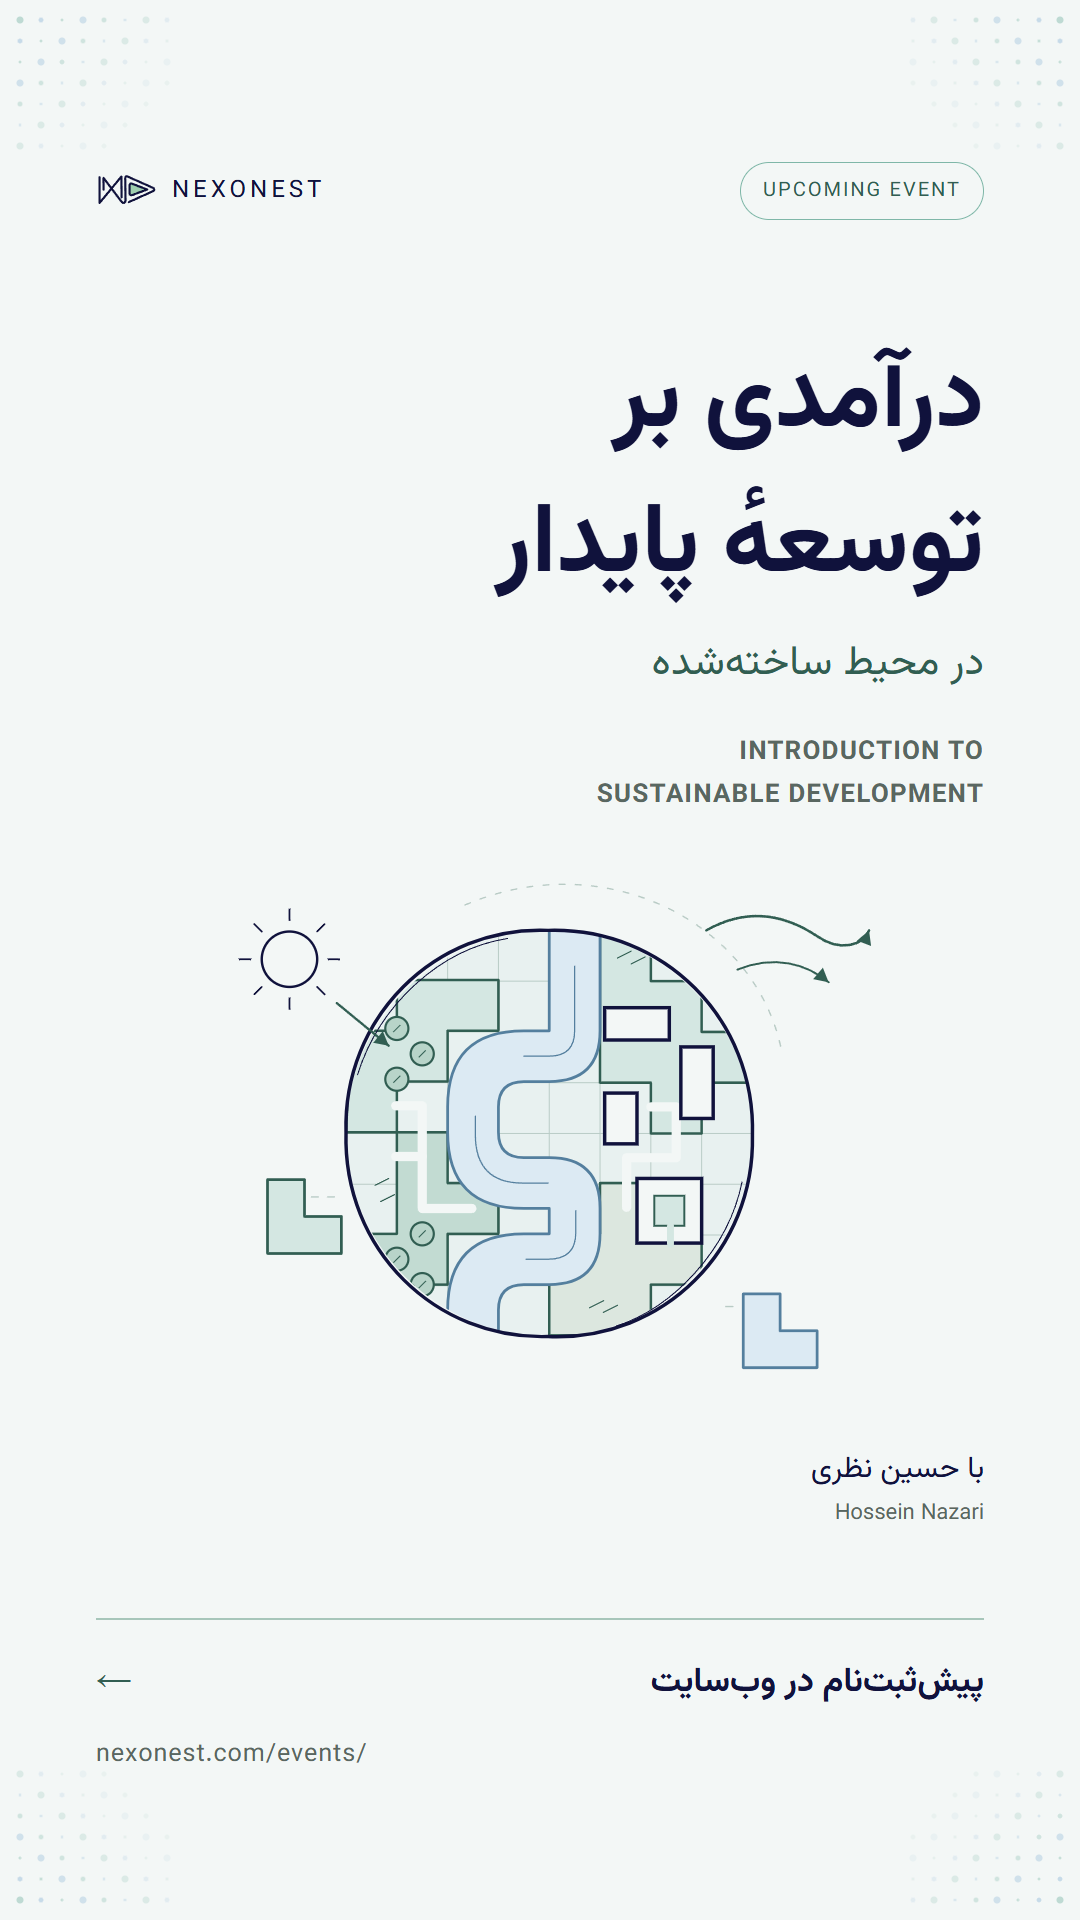 NEXONEST
UPCOMING EVENT
درآمدی بر
توسعهٔ پایدار
در محیط ساخته‌شده
INTRODUCTION TO
SUSTAINABLE DEVELOPMENT
با حسین نظری
Hossein Nazari
پیش‌ثبت‌نام در وب‌سایت
←
nexonest.com/events/